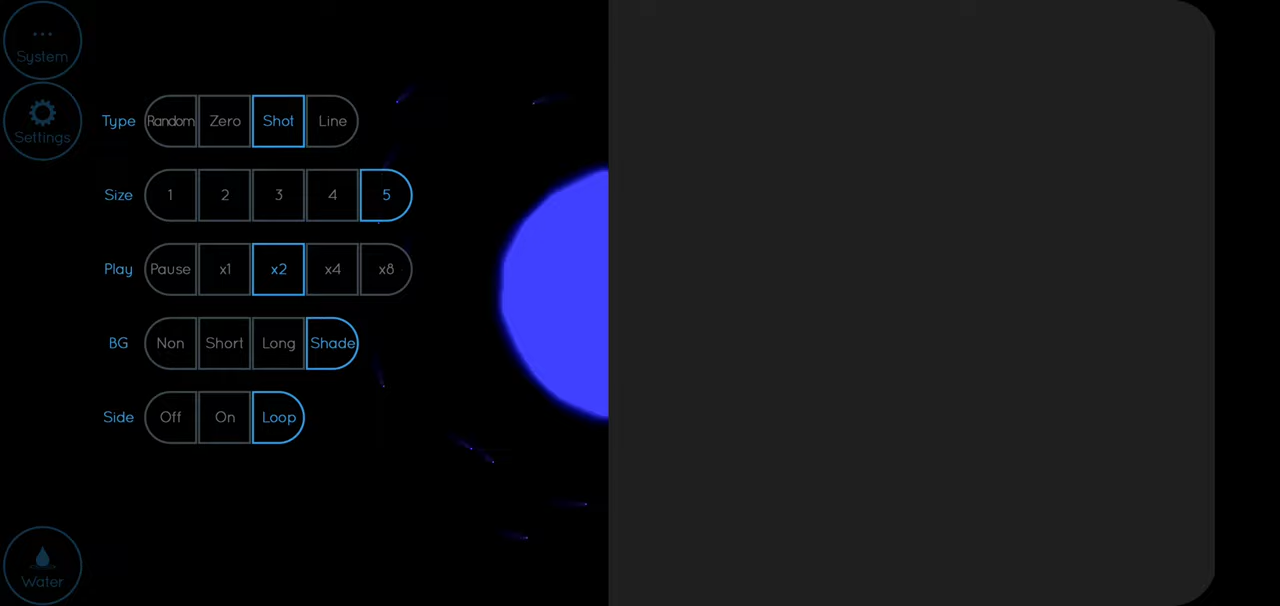 ... 
System
Settings
Type Random Zero Shot Line
Size 1 2 3 4 5
Play Pause x1 x2 x4 x8
BG Non Short Long Shade
Side Off On Loop
Water